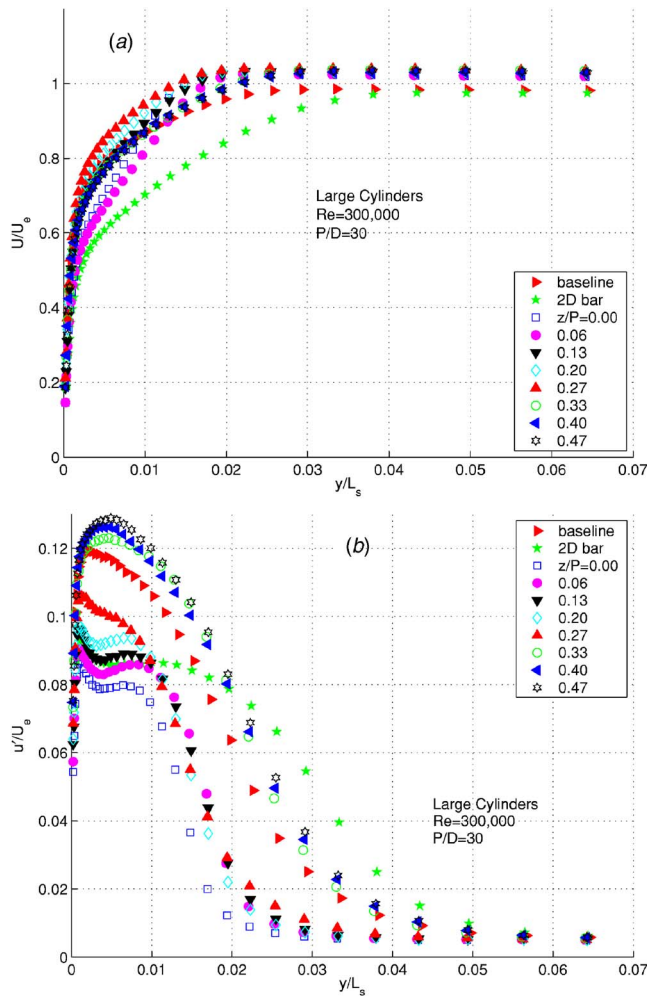 (a)
1
0.8
0.6
0.4
0.2
0
U/U_e
Large Cylinders
Re=300,000
P/D=30
baseline
2D bar
z/P=0.00
0.06
0.13
0.20
0.27
0.33
0.40
0.47
0 0.01 0.02 0.03 0.04 0.05 0.06 0.07
y/L_s
(b)
0.12
0.1
0.08
0.06
0.04
0.02
0
u'/U_e
baseline
2D bar
z/P=0.00
0.06
0.13
0.20
0.27
0.33
0.40
0.47
Large Cylinders
Re=300,000
P/D=30
0 0.01 0.02 0.03 0.04 0.05 0.06 0.07
y/L_s